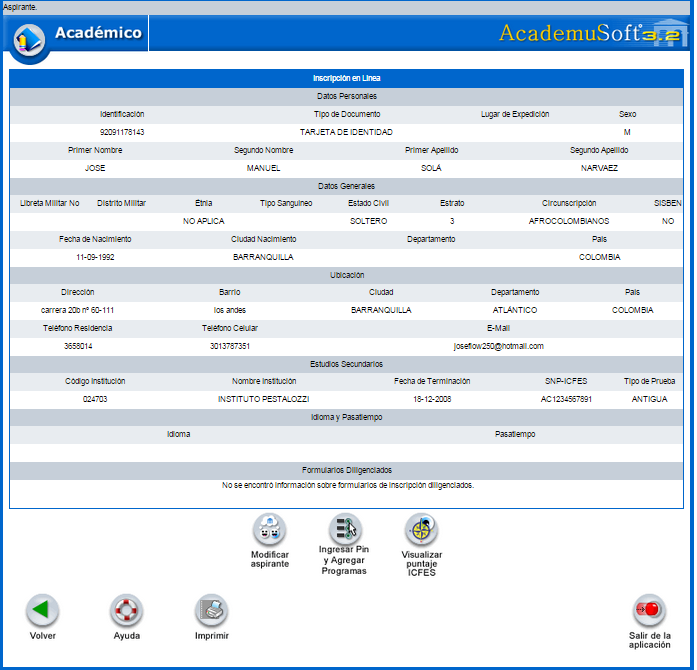 Aspirante.
Académico
AcademuSoft 3.2
Inscripción en Linea
Datos Personales
Identificación Tipo de Documento Lugar de Expedición Sexo
92091178143 TARJETA DE IDENTIDAD M
Primer Nombre Segundo Nombre Primer Apellido Segundo Apellido
JOSE MANUEL SOLÁ NARVAEZ
Datos Generales
Libreta Militar No Distrito Militar Etnia Tipo Sanguineo Estado Civil Estrato Circunscripción SISBEN
NO APLICA SOLTERO 3 AFROCOLOMBIANOS NO
Fecha de Nacimiento Ciudad Nacimiento Departamento Pais
11-09-1992 BARRANQUILLA COLOMBIA
Ubicación
Dirección Barrio Ciudad Departamento Pais
carrera 20b nº 60-111 los andes BARRANQUILLA ATLÁNTICO COLOMBIA
Teléfono Residencia Teléfono Celular E-Mail
3658014 3013787351 joseflow250@hotmail.com
Estudios Secundarios
Código Institución Nombre Institución Fecha de Terminación SNP-ICFES Tipo de Prueba
024703 INSTITUTO PESTALOZZI 18-12-2008 AC1234567891 ANTIGUA
Idioma y Pasatiempo
Idioma Pasatiempo
Formularios Diligenciados
No se encontró información sobre formularios de inscripción diligenciados.
Modificar
aspirante
Ingresar Pin
y Agregar
Programas
Visualizar
puntaje
ICFES
Volver
Ayuda
Imprimir
Salir de la
aplicación